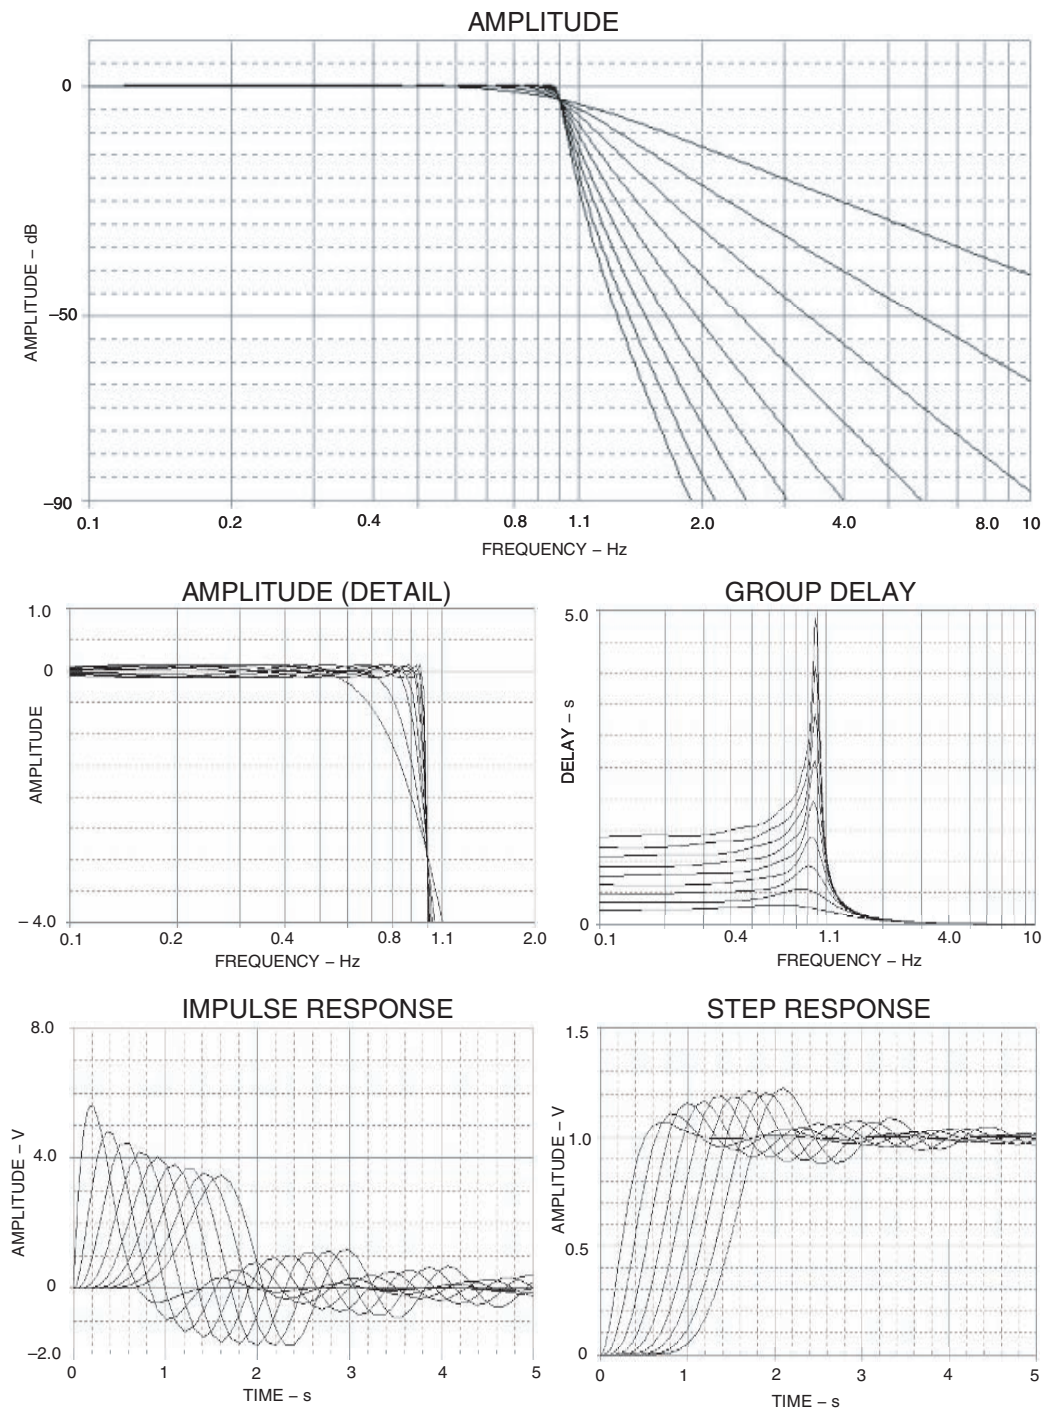 AMPLITUDE
0
–50
–90
AMPLITUDE – dB
0.1 0.2 0.4 0.8 1.1 2.0 4.0 8.0 10
FREQUENCY – Hz
AMPLITUDE (DETAIL)
1.0
0
– 4.0
AMPLITUDE
0.1 0.2 0.4 0.8 1.1 2.0
FREQUENCY – Hz
GROUP DELAY
5.0
0
DELAY – s
0.1 0.4 1.1 4.0 10
FREQUENCY – Hz
IMPULSE RESPONSE
8.0
4.0
0
–2.0
AMPLITUDE – V
0 1 2 3 4 5
TIME – s
STEP RESPONSE
1.5
1.0
0.5
0
AMPLITUDE – V
0 1 2 3 4 5
TIME – s